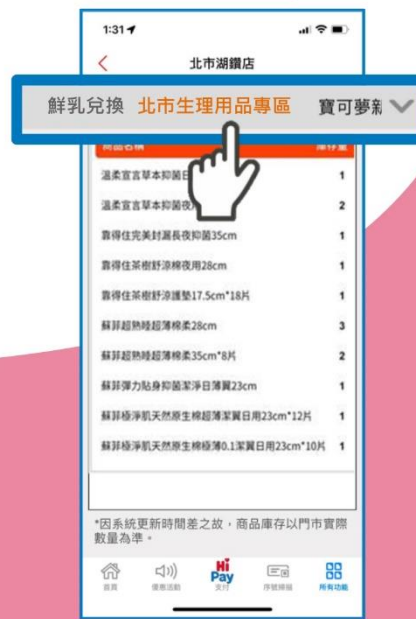 1:31
北市湖鑽店
鮮乳兌換 北市生理用品專區 寶可夢新
商品名稱 庫存量
溫柔宣言草本抑菌日 1
溫柔宣言草本抑菌夜 2
靠得住完美封漏長夜抑菌35cm 1
靠得住茶樹舒涼棉夜用28cm 1
靠得住茶樹舒涼護墊17.5cm*18片 1
蘇菲超熟睡超薄棉柔28cm 3
蘇菲超熟睡超薄棉柔35cm*8片 2
蘇菲彈力貼身抑菌潔淨日薄翼23cm 1
蘇菲極淨肌天然原生棉超薄潔翼日用23cm*12片 1
蘇菲極淨肌天然原生棉極薄0.1潔翼日用23cm*10片 1
*因系統更新時間差之故，商品庫存以門市實際
數量為準。
Hi
Pay
首頁 優惠活動 支付 序號掃描 所有功能